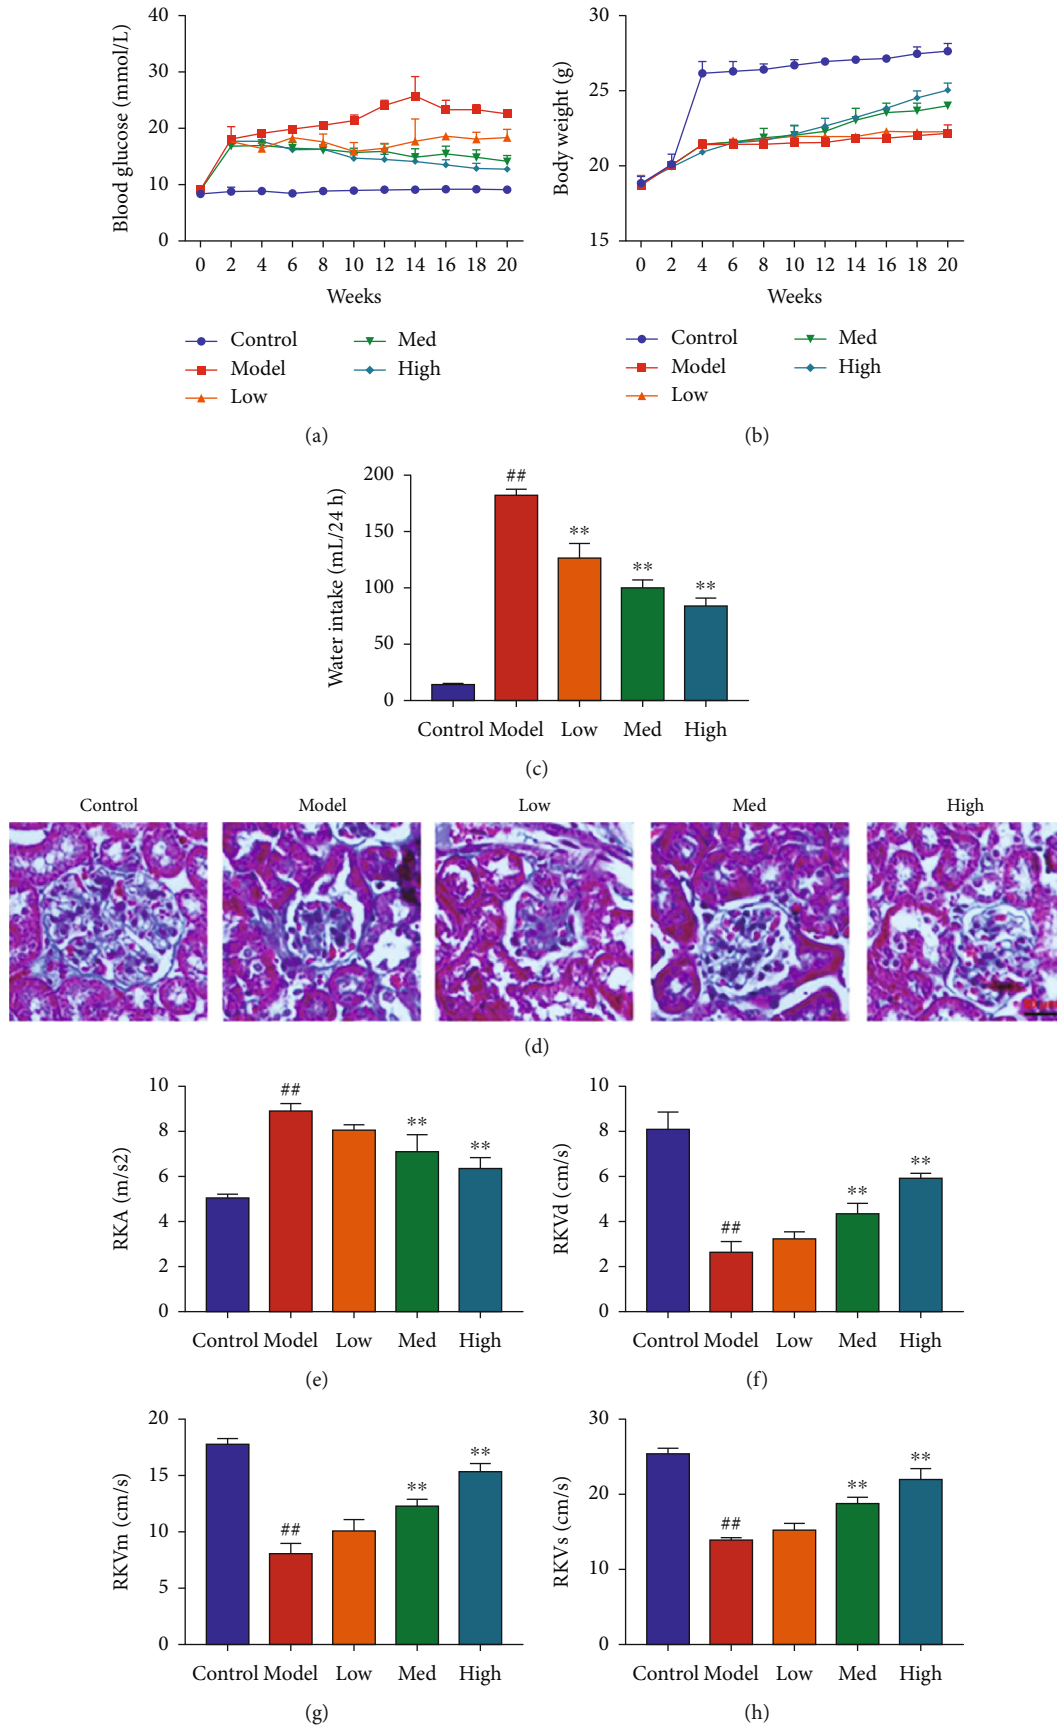 Blood glucose (mmol/L)
40
30
20
10
0
0 2 4 6 8 10 12 14 16 18 20
Weeks
Control
Model
Low
Med
High
(a)
Body weight (g)
30
25
20
15
0 2 4 6 8 10 12 14 16 18 20
Weeks
Control
Model
Low
Med
High
(b)
Water intake (mL/24 h)
200
150
100
50
0
##
**
**
**
Control Model Low Med High
(c)
Control Model Low Med High
(d)
RKA (m/s2)
10
8
6
4
2
0
##
**
**
Control Model Low Med High
(e)
RKVd (cm/s)
10
8
6
4
2
0
##
**
**
Control Model Low Med High
(f)
RKVm (cm/s)
20
15
10
5
0
##
**
**
Control Model Low Med High
(g)
RKVs (cm/s)
30
20
10
0
##
**
**
Control Model Low Med High
(h)